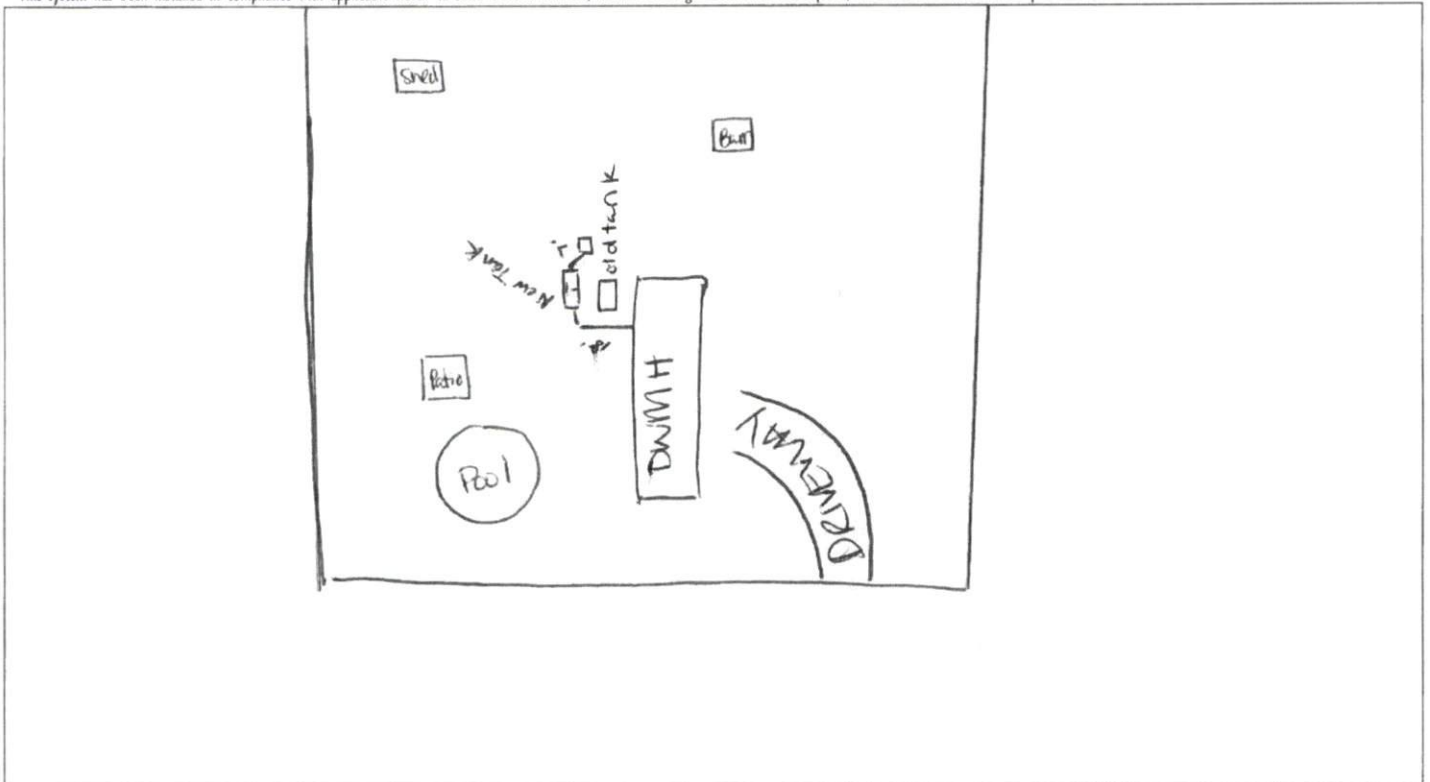 Shed
Barn
old tank
New Tank
DWMH
Patio
Pool
DRIVEWAY